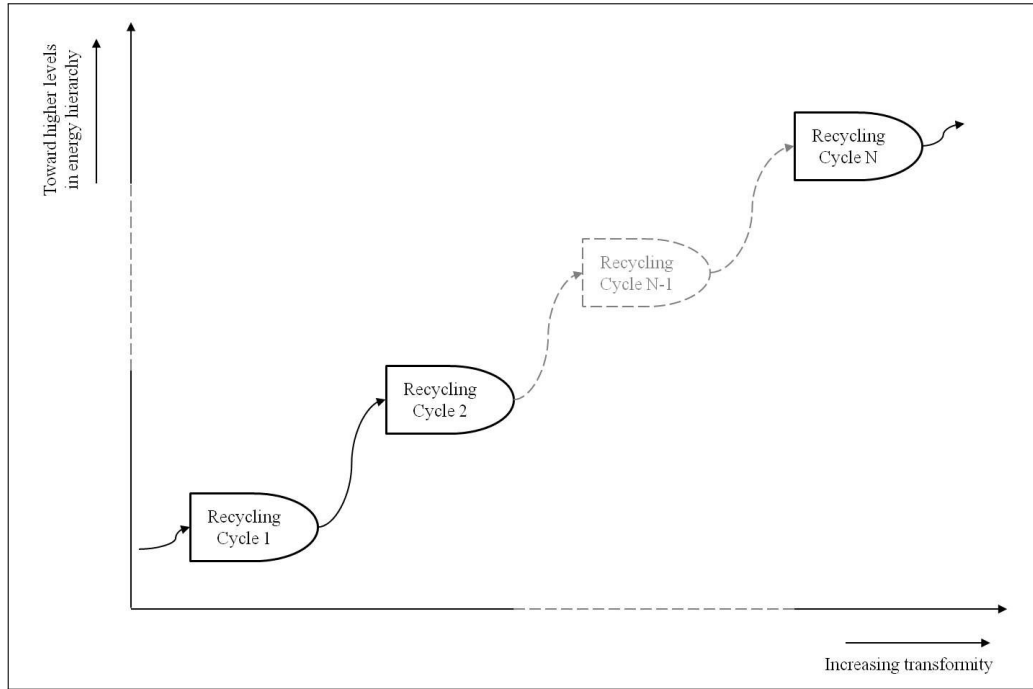 Toward higher levels
in energy hierarchy
Recycling
Cycle N
Recycling
Cycle N-1
Recycling
Cycle 2
Recycling
Cycle 1
Increasing transformity